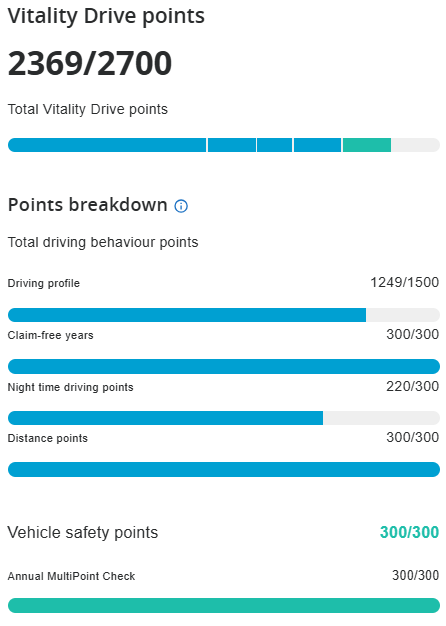 Vitality Drive points
2369/2700
Total Vitality Drive points
Points breakdown
Total driving behaviour points
Driving profile 1249/1500
Claim-free years 300/300
Night time driving points 220/300
Distance points 300/300
Vehicle safety points 300/300
Annual MultiPoint Check 300/300